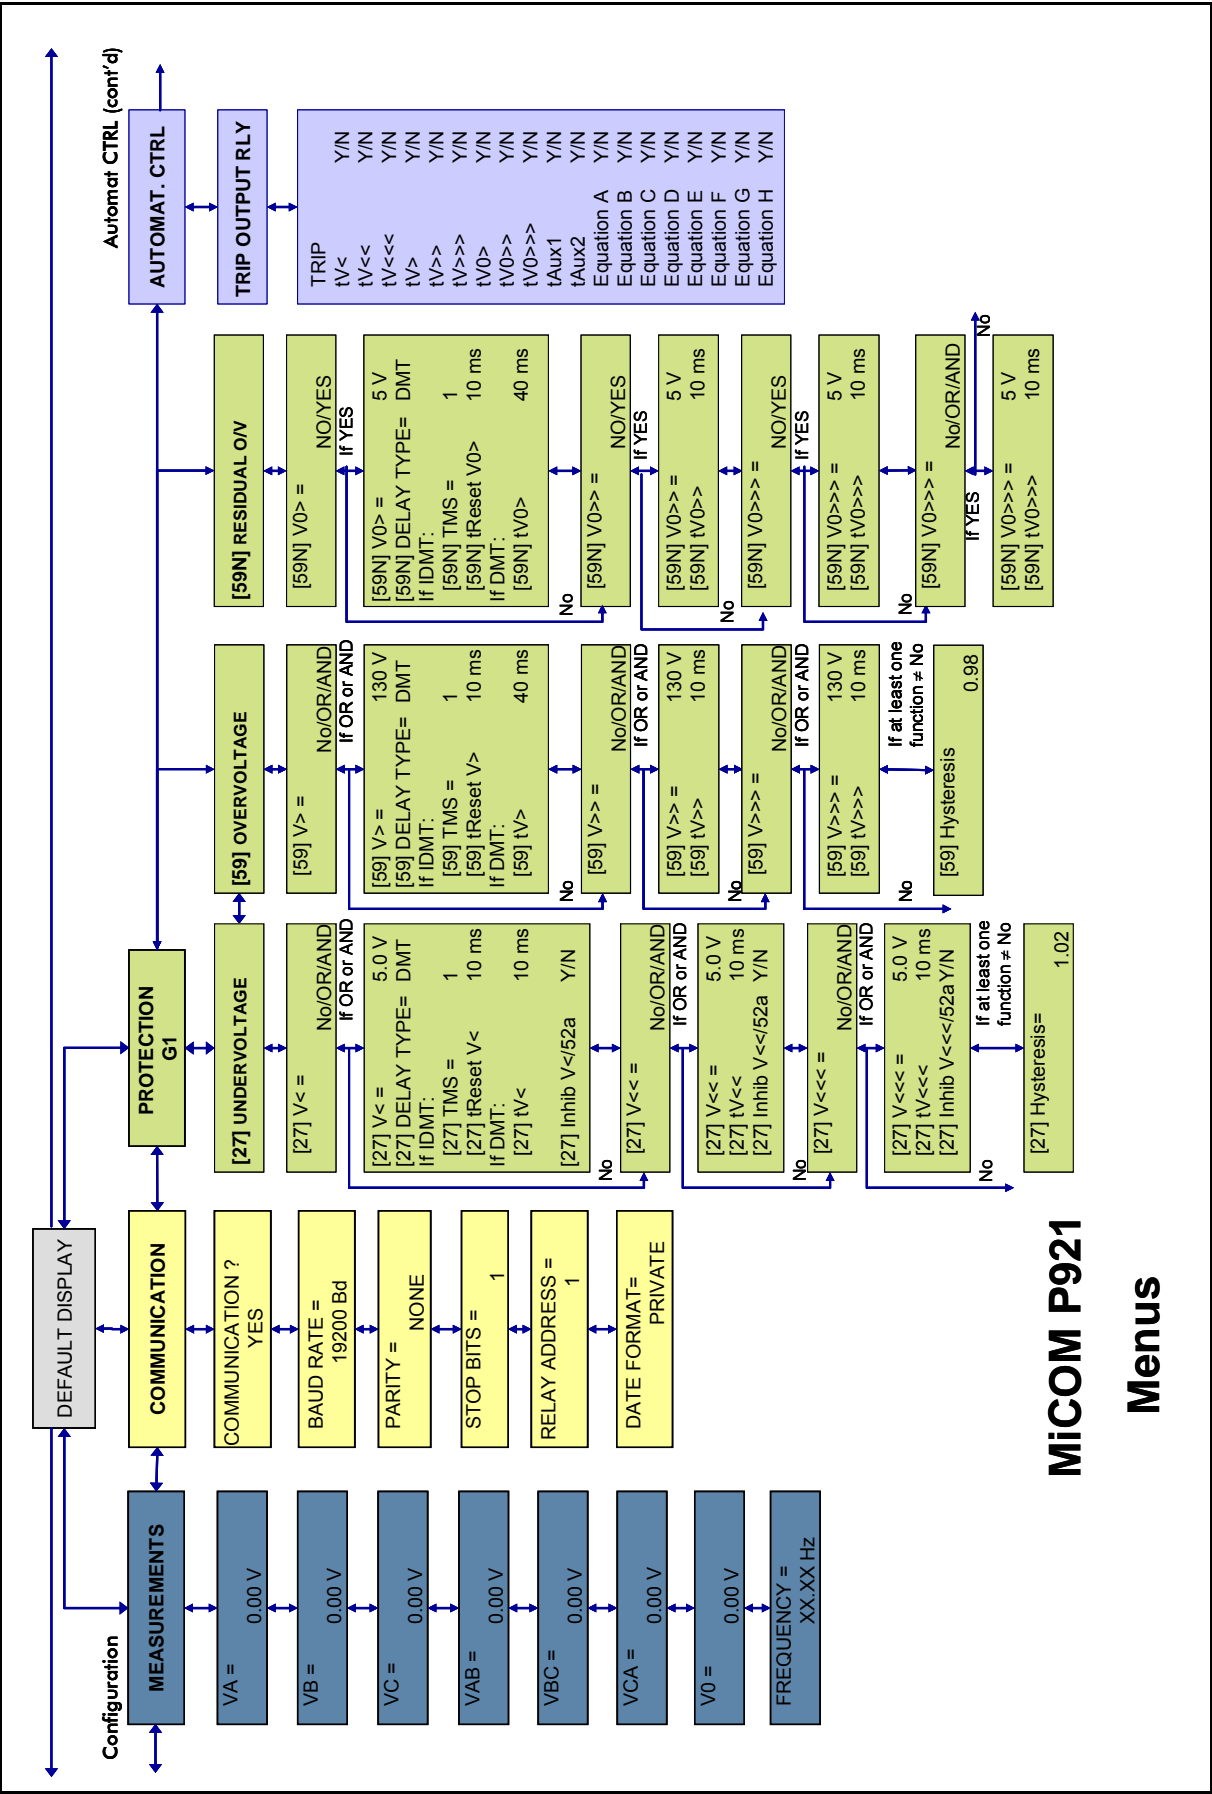 DEFAULT DISPLAY
Configuration
Automat CTRL (cont'd)
MEASUREMENTS
VA =
0.00 V
VB =
0.00 V
VC =
0.00 V
VAB =
0.00 V
VBC =
0.00 V
VCA =
0.00 V
V0 =
0.00 V
FREQUENCY =
XX.XX Hz
COMMUNICATION
COMMUNICATION ?
YES
BAUD RATE =
19200 Bd
PARITY =
NONE
STOP BITS =
1
RELAY ADDRESS =
1
DATE FORMAT=
PRIVATE
PROTECTION
G1
[27] UNDERVOLTAGE
[27] V< =
No/OR/AND
If OR or AND
[27] V< = 5.0 V
[27] DELAY TYPE= DMT
If IDMT:
[27] TMS = 1
[27] tReset V< 10 ms
If DMT:
[27] tV< 10 ms
[27] Inhib V</52a Y/N
No
[27] V<< =
No/OR/AND
If OR or AND
[27] V<< = 5.0 V
[27] tV<< 10 ms
[27] Inhib V<</52a Y/N
No
[27] V<<< =
No/OR/AND
If OR or AND
[27] V<<< = 5.0 V
[27] tV<<< 10 ms
[27] Inhib V<<</52a Y/N
No
If at least one
function ≠ No
[27] Hysteresis=
1.02
[59] OVERVOLTAGE
[59] V> =
No/OR/AND
If OR or AND
[59] V> = 130 V
[59] DELAY TYPE= DMT
If IDMT:
[59] TMS = 1
[59] tReset V> 10 ms
If DMT:
[59] tV> 40 ms
No
[59] V>> =
No/OR/AND
If OR or AND
[59] V>> = 130 V
[59] tV>> 10 ms
No
[59] V>>> =
No/OR/AND
If OR or AND
[59] V>>> = 130 V
[59] tV>>> 10 ms
No
If at least one
function ≠ No
[59] Hysteresis
0.98
[59N] RESIDUAL O/V
[59N] V0> =
NO/YES
If YES
[59N] V0> = 5 V
[59N] DELAY TYPE= DMT
If IDMT:
[59N] TMS = 1
[59N] tReset V0> 10 ms
If DMT:
[59N] tV0> 40 ms
No
[59N] V0>> =
NO/YES
If YES
[59N] V0>> = 5 V
[59N] tV0>> 10 ms
No
[59N] V0>>> =
NO/YES
If YES
[59N] V0>>> = 5 V
[59N] tV0>>> 10 ms
No
[59N] V0>>> =
No/OR/AND
If YES
No
[59N] V0>>> = 5 V
[59N] tV0>>> 10 ms
AUTOMAT. CTRL
TRIP OUTPUT RLY
TRIP
tV< Y/N
tV<< Y/N
tV<<< Y/N
tV> Y/N
tV>> Y/N
tV>>> Y/N
tV0> Y/N
tV0>> Y/N
tV0>>> Y/N
tAux1 Y/N
tAux2 Y/N
Equation A Y/N
Equation B Y/N
Equation C Y/N
Equation D Y/N
Equation E Y/N
Equation F Y/N
Equation G Y/N
Equation H Y/N
MiCOM P921
Menus